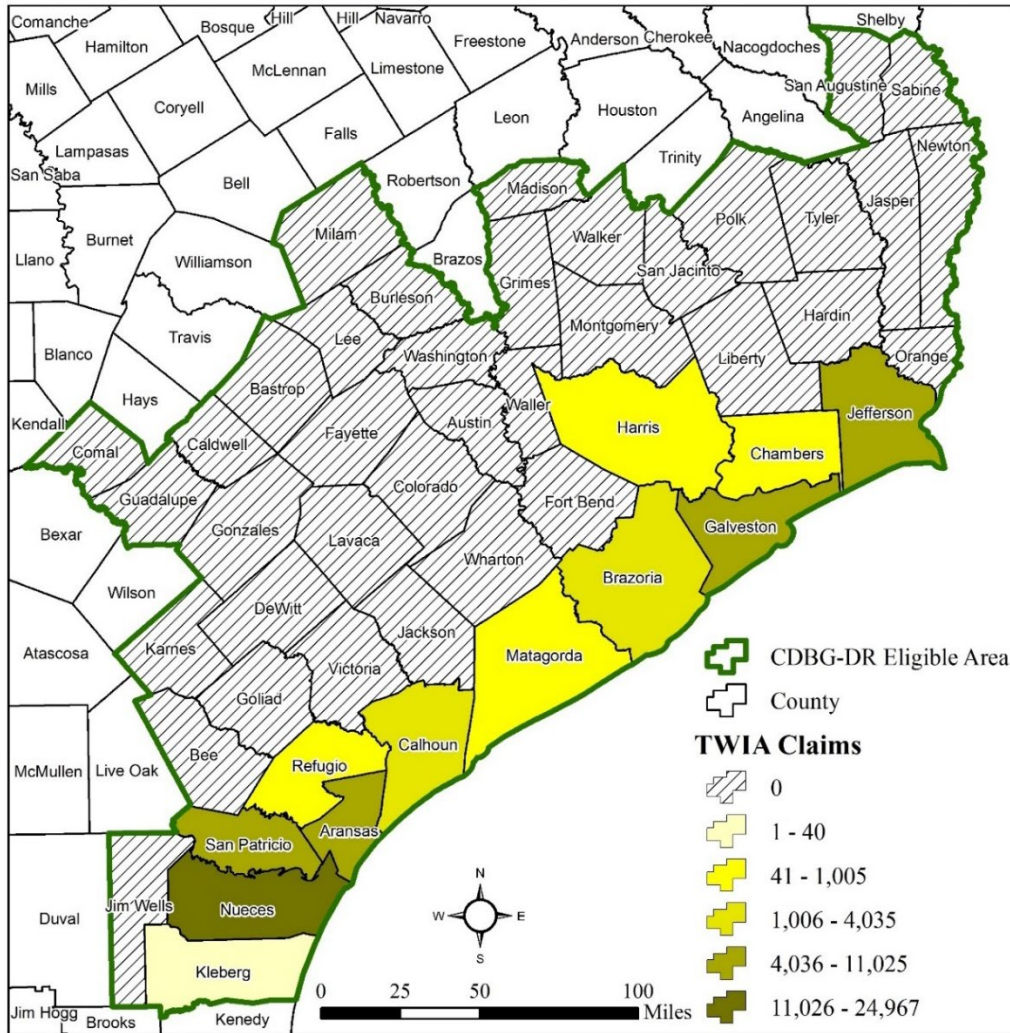 Comanche
Bosque
Hill
Hill
Navarro
Shelby
Hamilton
Freestone
Anderson
Cherokee
Nacogdoches
McLennan
Limestone
Mills
San Augustine
Sabine
Coryell
Leon
Houston
Angelina
Falls
Lampasas
Trinity
Newton
San Saba
Bell
Robertson
Madison
Jasper
Milam
Polk
Tyler
Burnet
Walker
Llano
Williamson
Brazos
San Jacinto
Grimes
Burleson
Hardin
Travis
Montgomery
Lee
Liberty
Blanco
Washington
Orange
Bastrop
Hays
Waller
Jefferson
Kendall
Austin
Harris
Fayette
Caldwell
Comal
Chambers
Colorado
Guadalupe
Fort Bend
Gonzales
Galveston
Bexar
Lavaca
Wharton
Brazoria
Wilson
DeWitt
Jackson
Karnes
Atascosa
Matagorda
Victoria
Goliad
Calhoun
Bee
McMullen
Live Oak
Refugio
Aransas
San Patricio
Jim Wells
Nueces
Duval
Kleberg
Jim Hogg
Brooks
Kenedy
CDBG-DR Eligible Area
County
TWIA Claims
0
1 - 40
41 - 1,005
1,006 - 4,035
4,036 - 11,025
11,026 - 24,967
N
W E
S
0 25 50 100
Miles